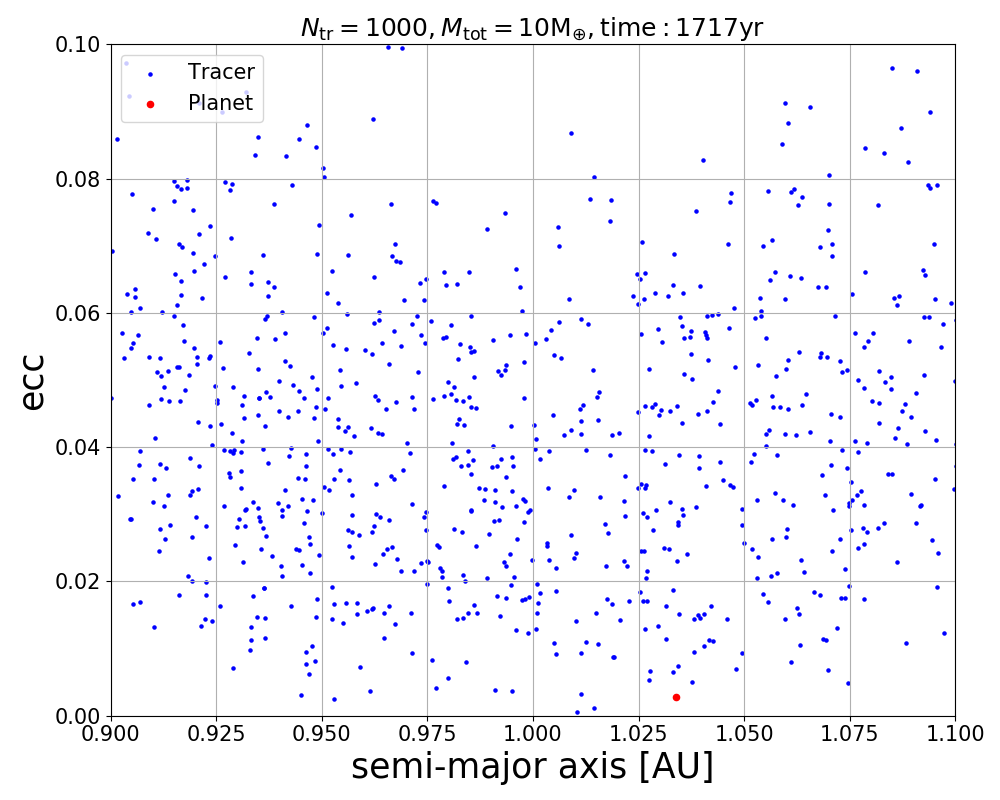 N_tr = 1000, M_tot = 10M_⊕, time : 1717yr
0.10
Tracer
Planet
0.08
0.06
ecc
0.04
0.02
0.00
0.900 0.925 0.950 0.975 1.000 1.025 1.050 1.075 1.100
semi-major axis [AU]